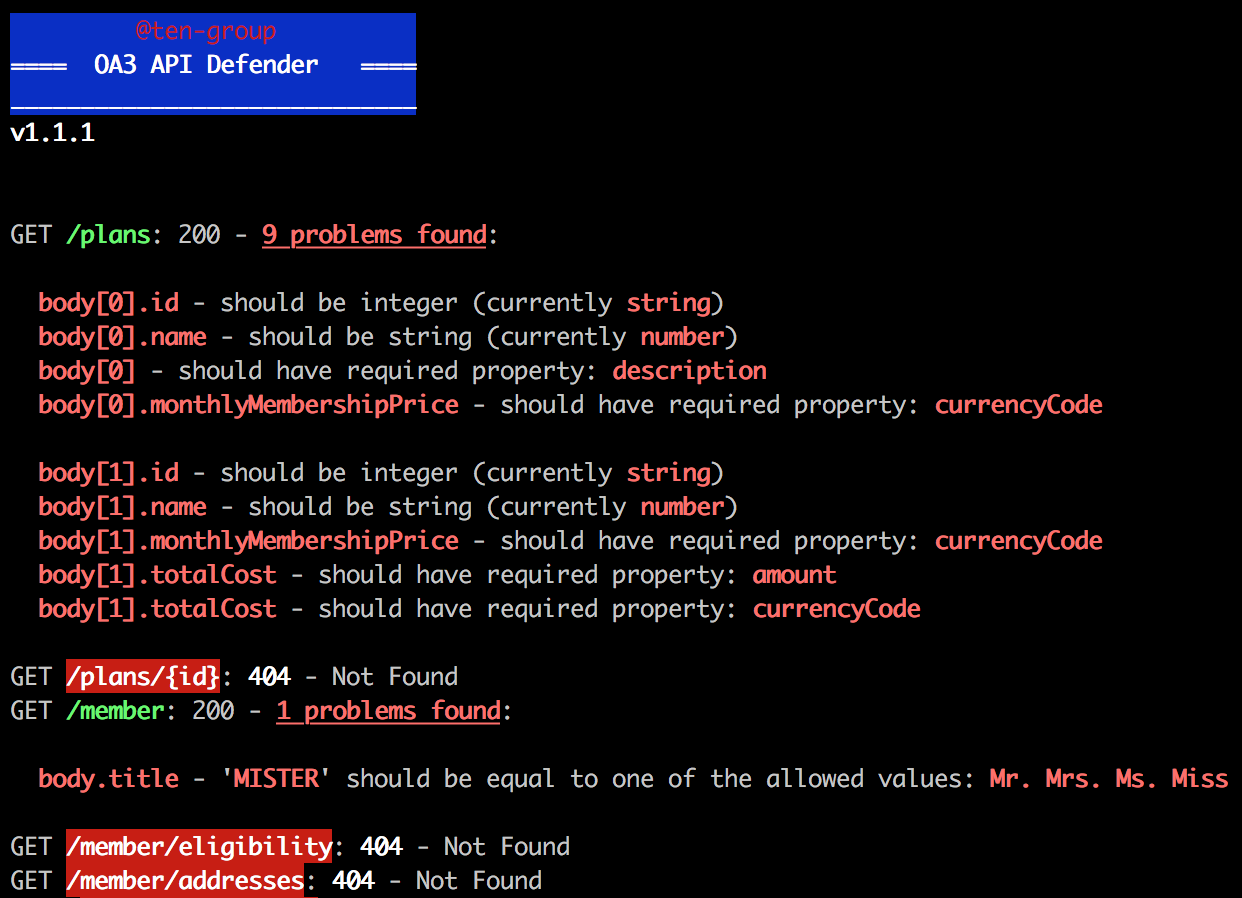 @ten-group
==== OA3 API Defender ====
_____________________________
v1.1.1
GET /plans: 200 - 9 problems found:
body[0].id - should be integer (currently string)
body[0].name - should be string (currently number)
body[0] - should have required property: description
body[0].monthlyMembershipPrice - should have required property: currencyCode
body[1].id - should be integer (currently string)
body[1].name - should be string (currently number)
body[1].monthlyMembershipPrice - should have required property: currencyCode
body[1].totalCost - should have required property: amount
body[1].totalCost - should have required property: currencyCode
GET /plans/{id}: 404 - Not Found
GET /member: 200 - 1 problems found:
body.title - 'MISTER' should be equal to one of the allowed values: Mr. Mrs. Ms. Miss
GET /member/eligibility: 404 - Not Found
GET /member/addresses: 404 - Not Found